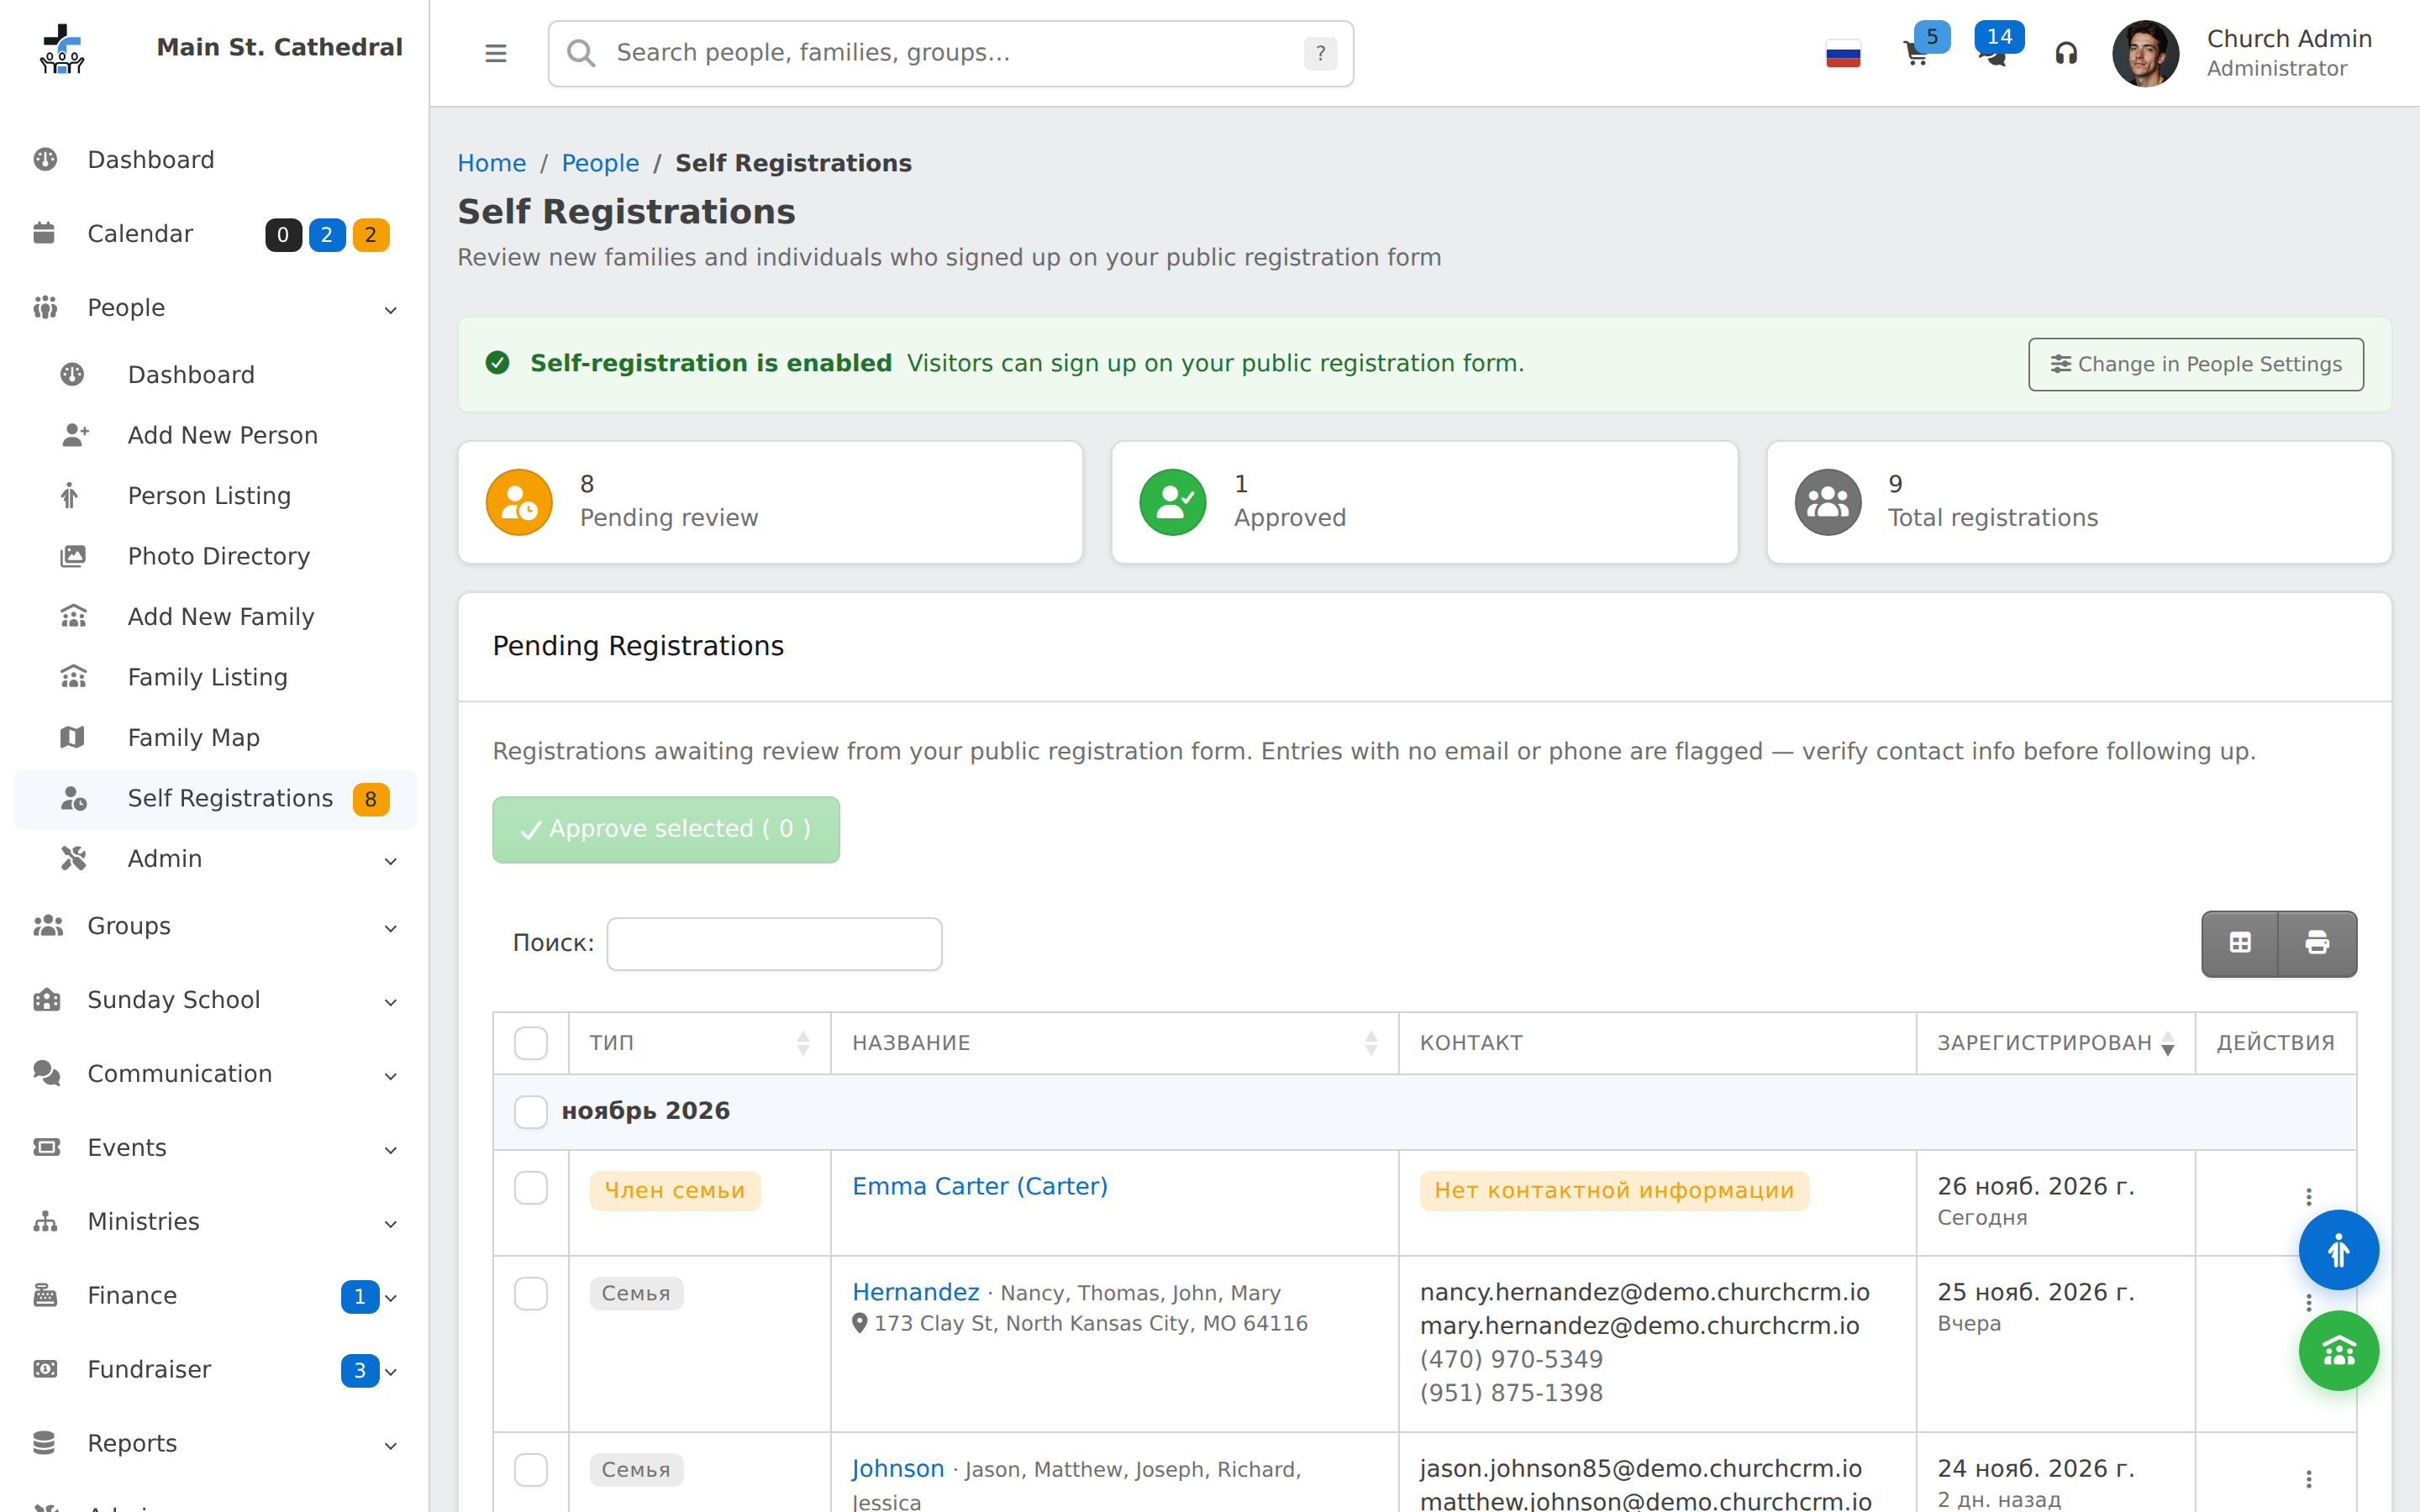 Main St. Cathedral
Search people, families, groups...
?
5
14
Church Admin
Administrator
Dashboard
Calendar
0
2
2
People
Dashboard
Add New Person
Person Listing
Photo Directory
Add New Family
Family Listing
Family Map
Self Registrations
8
Admin
Groups
Sunday School
Communication
Events
Ministries
Finance
1
Fundraiser
3
Reports
Home / People / Self Registrations
Self Registrations
Review new families and individuals who signed up on your public registration form
Self-registration is enabled Visitors can sign up on your public registration form.
Change in People Settings
8
Pending review
1
Approved
9
Total registrations
Pending Registrations
Registrations awaiting review from your public registration form. Entries with no email or phone are flagged — verify contact info before following up.
Approve selected ( 0 )
Поиск:
ТИП
НАЗВАНИЕ
КОНТАКТ
ЗАРЕГИСТРИРОВАН
ДЕЙСТВИЯ
ноябрь 2026
Член семьи
Emma Carter (Carter)
Нет контактной информации
26 нояб. 2026 г.
Сегодня
Семья
Hernandez · Nancy, Thomas, John, Mary
173 Clay St, North Kansas City, MO 64116
nancy.hernandez@demo.churchcrm.io
mary.hernandez@demo.churchcrm.io
(470) 970-5349
(951) 875-1398
25 нояб. 2026 г.
Вчера
Семья
Johnson · Jason, Matthew, Joseph, Richard,
Jessica
jason.johnson85@demo.churchcrm.io
matthew.johnson@demo.churchcrm.io
24 нояб. 2026 г.
2 дн. назад